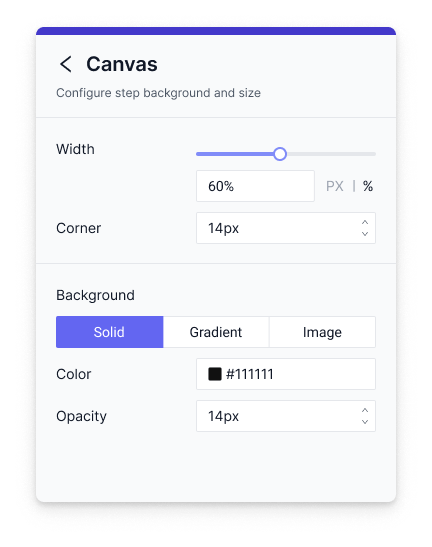 Canvas
Configure step background and size
Width
60% PX | %
Corner 14px
Background
Solid Gradient Image
Color #111111
Opacity 14px